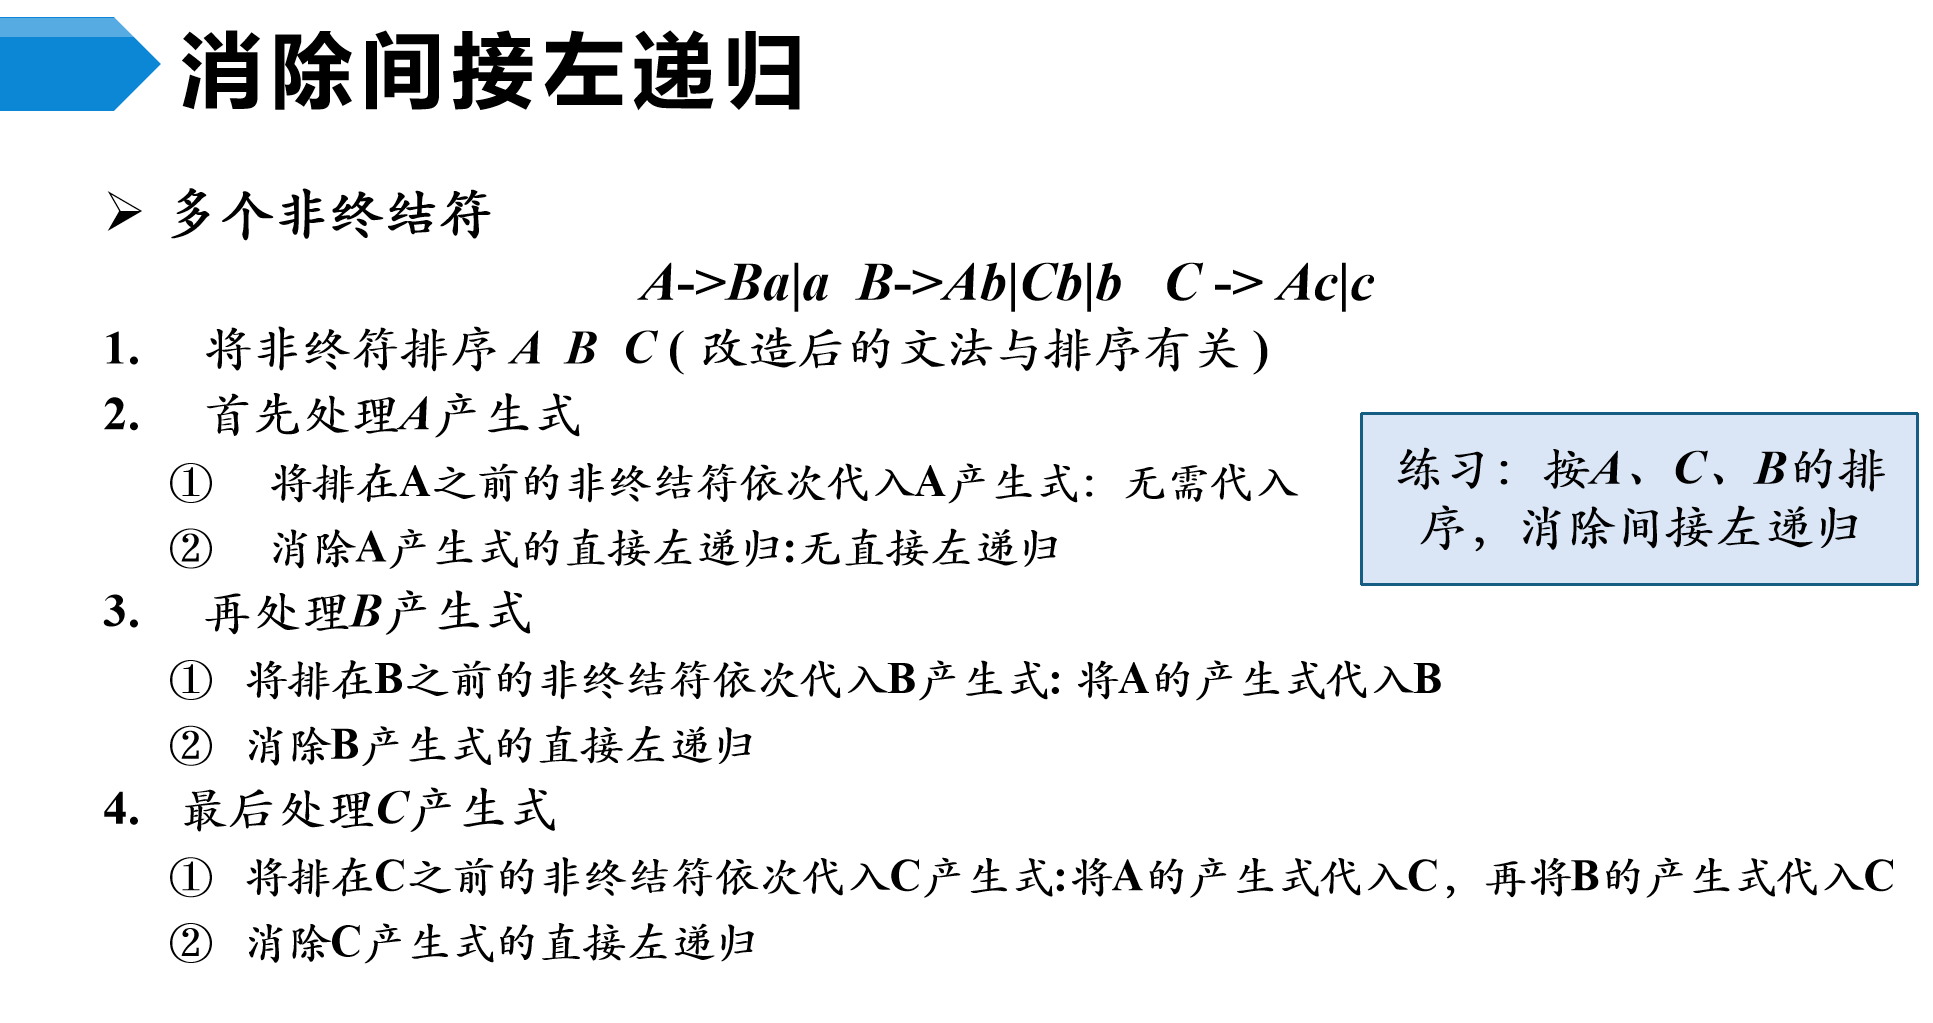 消除间接左递归
➢ 多个非终结符
A->Ba|a B->Ab|Cb|b C -> Ac|c
1. 将非终符排序 A B C ( 改造后的文法与排序有关 )
2. 首先处理A产生式
① 将排在A之前的非终结符依次代入A产生式：无需代入
② 消除A产生式的直接左递归:无直接左递归
练习：按A、C、B的排
序，消除间接左递归
3. 再处理B产生式
① 将排在B之前的非终结符依次代入B产生式: 将A的产生式代入B
② 消除B产生式的直接左递归
4. 最后处理C产生式
① 将排在C之前的非终结符依次代入C产生式:将A的产生式代入C，再将B的产生式代入C
② 消除C产生式的直接左递归